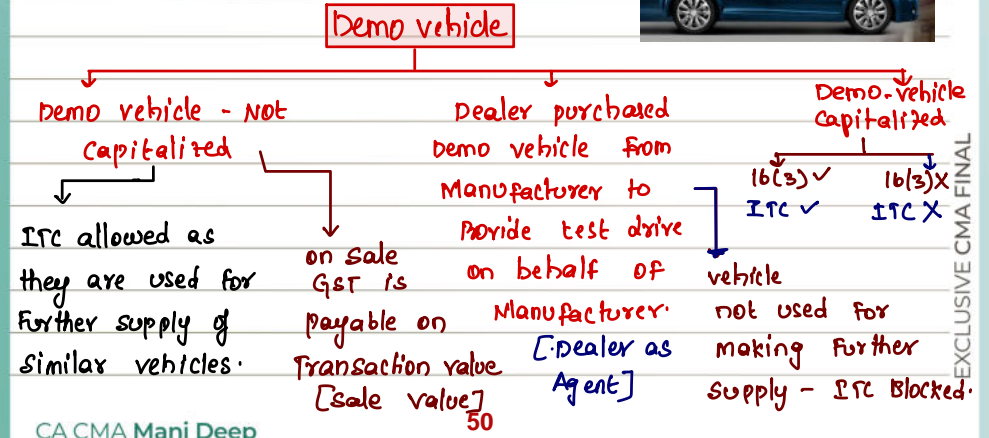 Demo vehicle
Demo vehicle - NOT
Capitalized
ITC allowed as
they are used for
Further supply of
Similar vehicles.
on Sale
GST is
payable on
Transaction value
[Sale value]
Dealer purchased
Demo vehicle from
Manufacturer to
Provide test drive
on behalf of
Manufacturer.
[Dealer as
Agent]
vehicle
not used for
making Further
supply - ITC Blocked.
Demo-vehicle
Capitalized
16(3)✓
ITC ✓
16(3)X
ITC X
50
CA CMA Mani Deep
EXCLUSIVE CMA FINAL